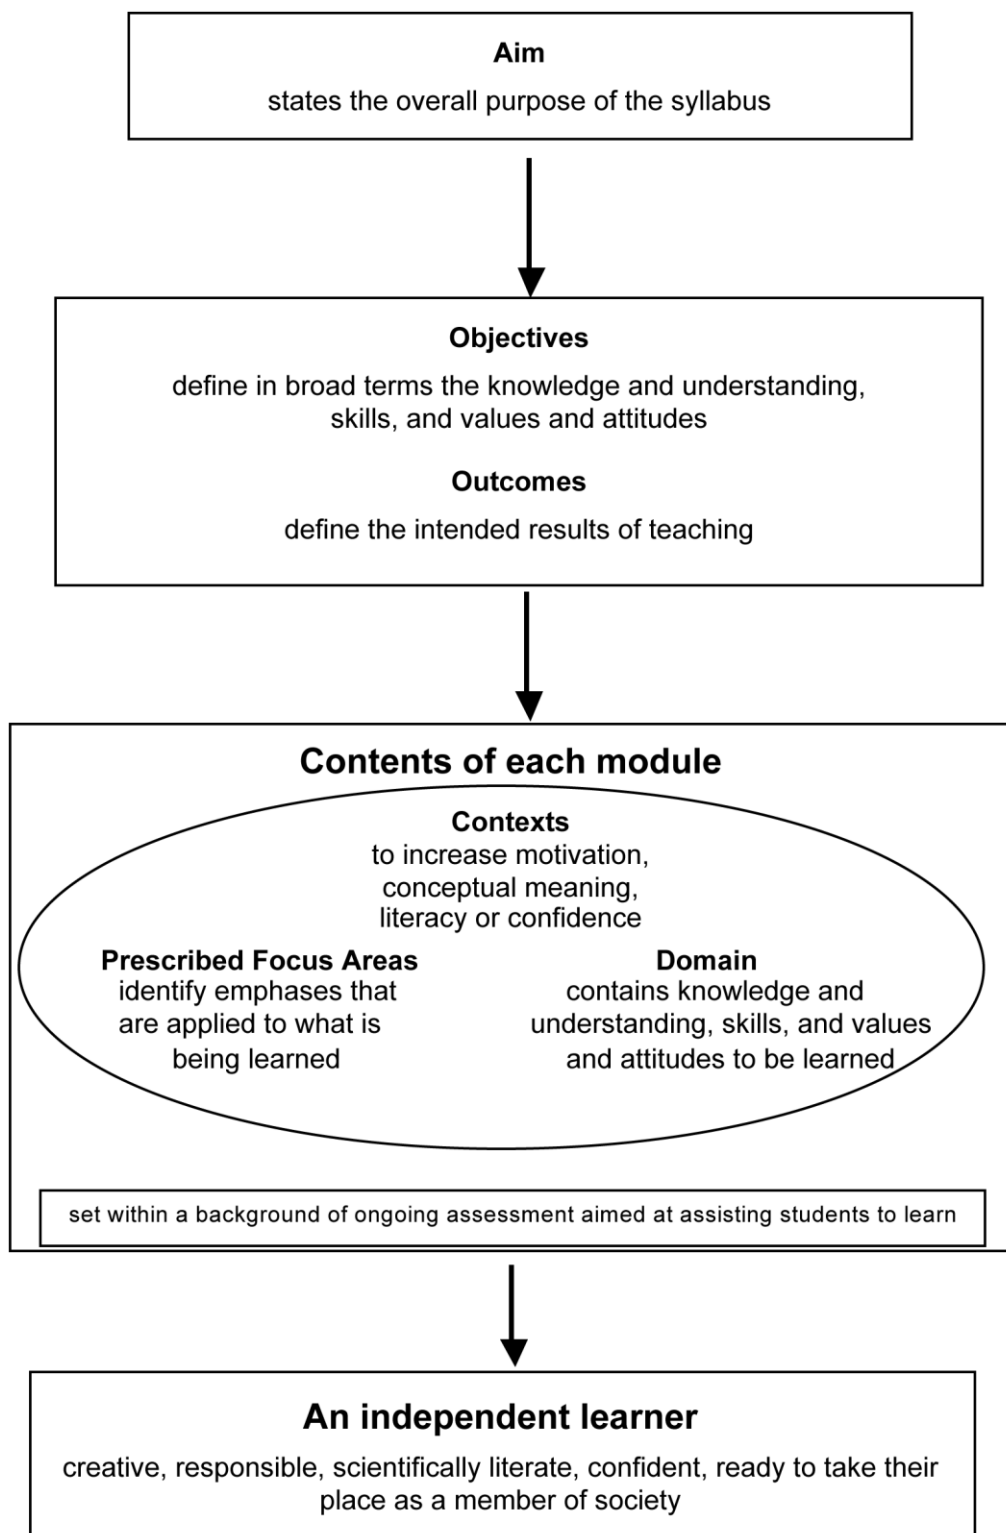 Aim
states the overall purpose of the syllabus
Objectives
define in broad terms the knowledge and understanding,
skills, and values and attitudes
Outcomes
define the intended results of teaching
Contents of each module
Contexts
to increase motivation,
conceptual meaning,
literacy or confidence
Prescribed Focus Areas
identify emphases that
are applied to what is
being learned
Domain
contains knowledge and
understanding, skills, and values
and attitudes to be learned
set within a background of ongoing assessment aimed at assisting students to learn
An independent learner
creative, responsible, scientifically literate, confident, ready to take their
place as a member of society